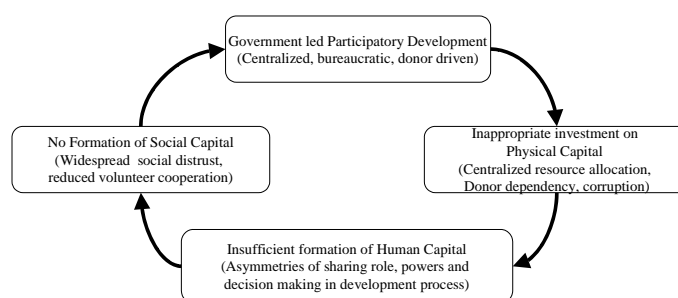 Government led Participatory Development
(Centralized, bureaucratic, donor driven)
Inappropriate investment on
Physical Capital
(Centralized resource allocation,
Donor dependency, corruption)
Insufficient formation of Human Capital
(Asymmetries of sharing role, powers and
decision making in development process)
No Formation of Social Capital
(Widespread social distrust,
reduced volunteer cooperation)